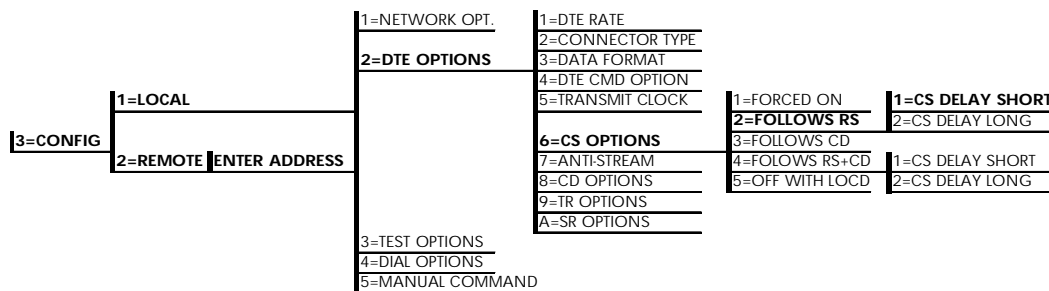 1=NETWORK OPT.
2=DTE OPTIONS
1=DTE RATE
2=CONNECTOR TYPE
3=DATA FORMAT
4=DTE CMD OPTION
5=TRANSMIT CLOCK
1=LOCAL
3=CONFIG
2=REMOTE
ENTER ADDRESS
6=CS OPTIONS
7=ANTI-STREAM
8=CD OPTIONS
9=TR OPTIONS
A=SR OPTIONS
1=FORCED ON
2=FOLLOWS RS
3=FOLLOWS CD
4=FOLOWS RS+CD
5=OFF WITH LOCD
1=CS DELAY SHORT
2=CS DELAY LONG
1=CS DELAY SHORT
2=CS DELAY LONG
3=TEST OPTIONS
4=DIAL OPTIONS
5=MANUAL COMMAND